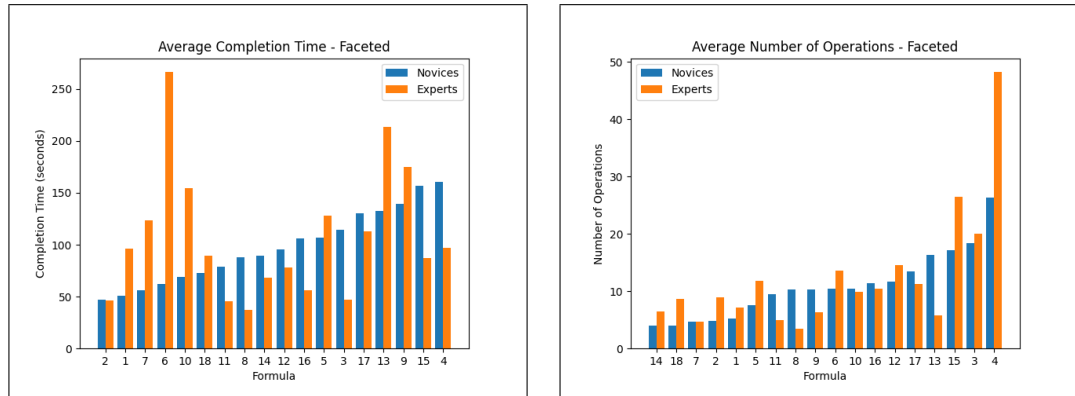 Average Completion Time - Faceted
Novices
Experts
Completion Time (seconds)
250
200
150
100
50
0
2 1 7 6 10 18 11 8 14 12 16 5 3 17 13 9 15 4
Formula
Average Number of Operations - Faceted
Novices
Experts
Number of Operations
50
40
30
20
10
0
14 18 7 2 1 5 11 8 9 6 10 16 12 17 13 15 3 4
Formula